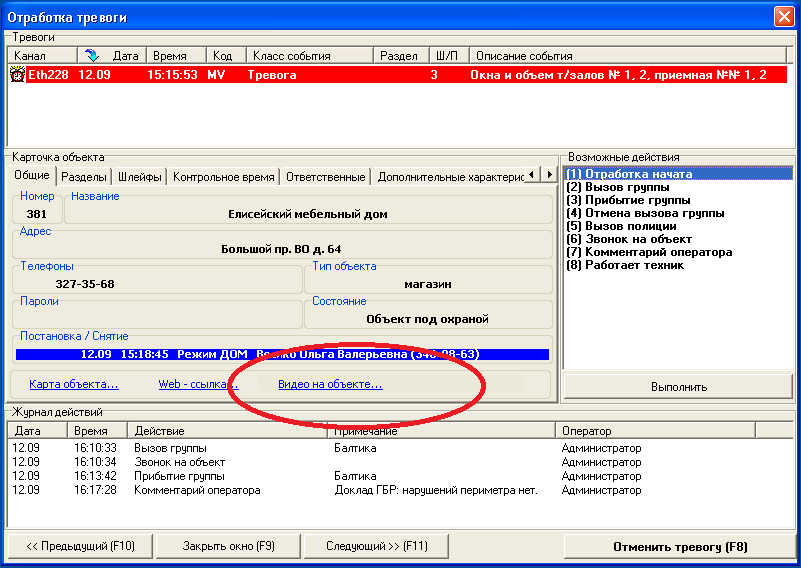 Отработка тревоги
Тревоги
Канал Дата Время Код Класс события Раздел Ш/П Описание события
Eth228 12.09 15:15:53 MV Тревога 3 Окна и объем т/залов № 1, 2, приемная №№ 1, 2
Карточка объекта
Общие Разделы Шлейфы Контрольное время Ответственные Дополнительные характерис
Номер Название
381 Елисейский мебельный дом
Адрес
Большой пр. ВО д. 64
Телефоны Тип объекта
327-35-68 магазин
Пароли Состояние
Объект под охраной
Постановка / Снятие
12.09 15:18:45 Режим ДОМ Ольга Валерьевна
Карта объекта... Web - ссылка... Видео на объекте...
Возможные действия
(1) Отработка начата
(2) Вызов группы
(3) Прибытие группы
(4) Отмена вызова группы
(5) Вызов полиции
(6) Звонок на объект
(7) Комментарий оператора
(8) Работает техник
Выполнить
Журнал действий
Дата Время Действие Примечание Оператор
12.09 16:10:33 Вызов группы Балтика Администратор
12.09 16:10:34 Звонок на объект Администратор
12.09 16:13:42 Прибытие группы Балтика Администратор
12.09 16:17:28 Комментарий оператора Доклад ГБР: нарушений периметра нет. Администратор
<< Предыдущий (F10) Закрыть окно (F9) Следующий >> (F11) Отменить тревогу (F8)